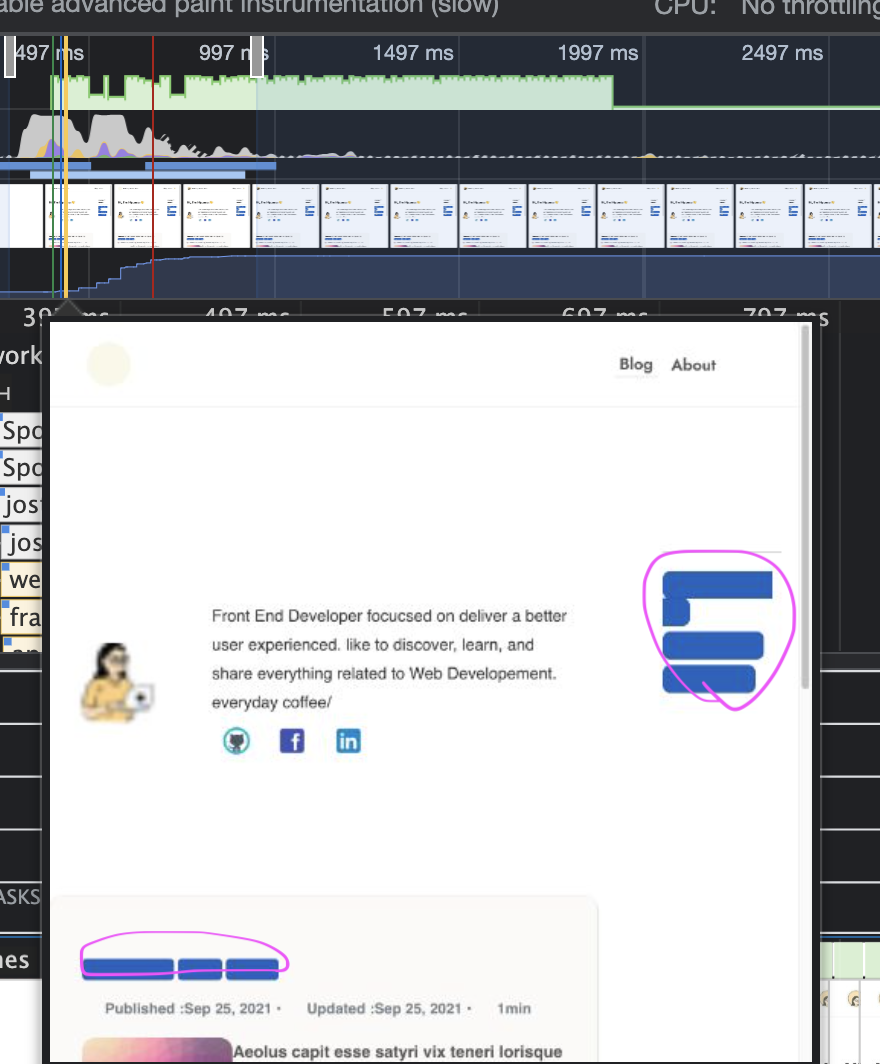 able advanced paint instrumentation (slow) CPU: No throttling
497 ms 997 ms 1497 ms 1997 ms 2497 ms
497 ms 597 ms 697 ms 797 ms
work
H
Spo
Spo
jos
jos
we
fra
ASKS
nes
Blog About
Front End Developer focucsed on deliver a better
user experienced. like to discover, learn, and
share everything related to Web Developement.
everyday coffee/
f in
Published :Sep 25, 2021 · Updated :Sep 25, 2021 · 1min
Aeolus capit esse satyri vix teneri lorisque